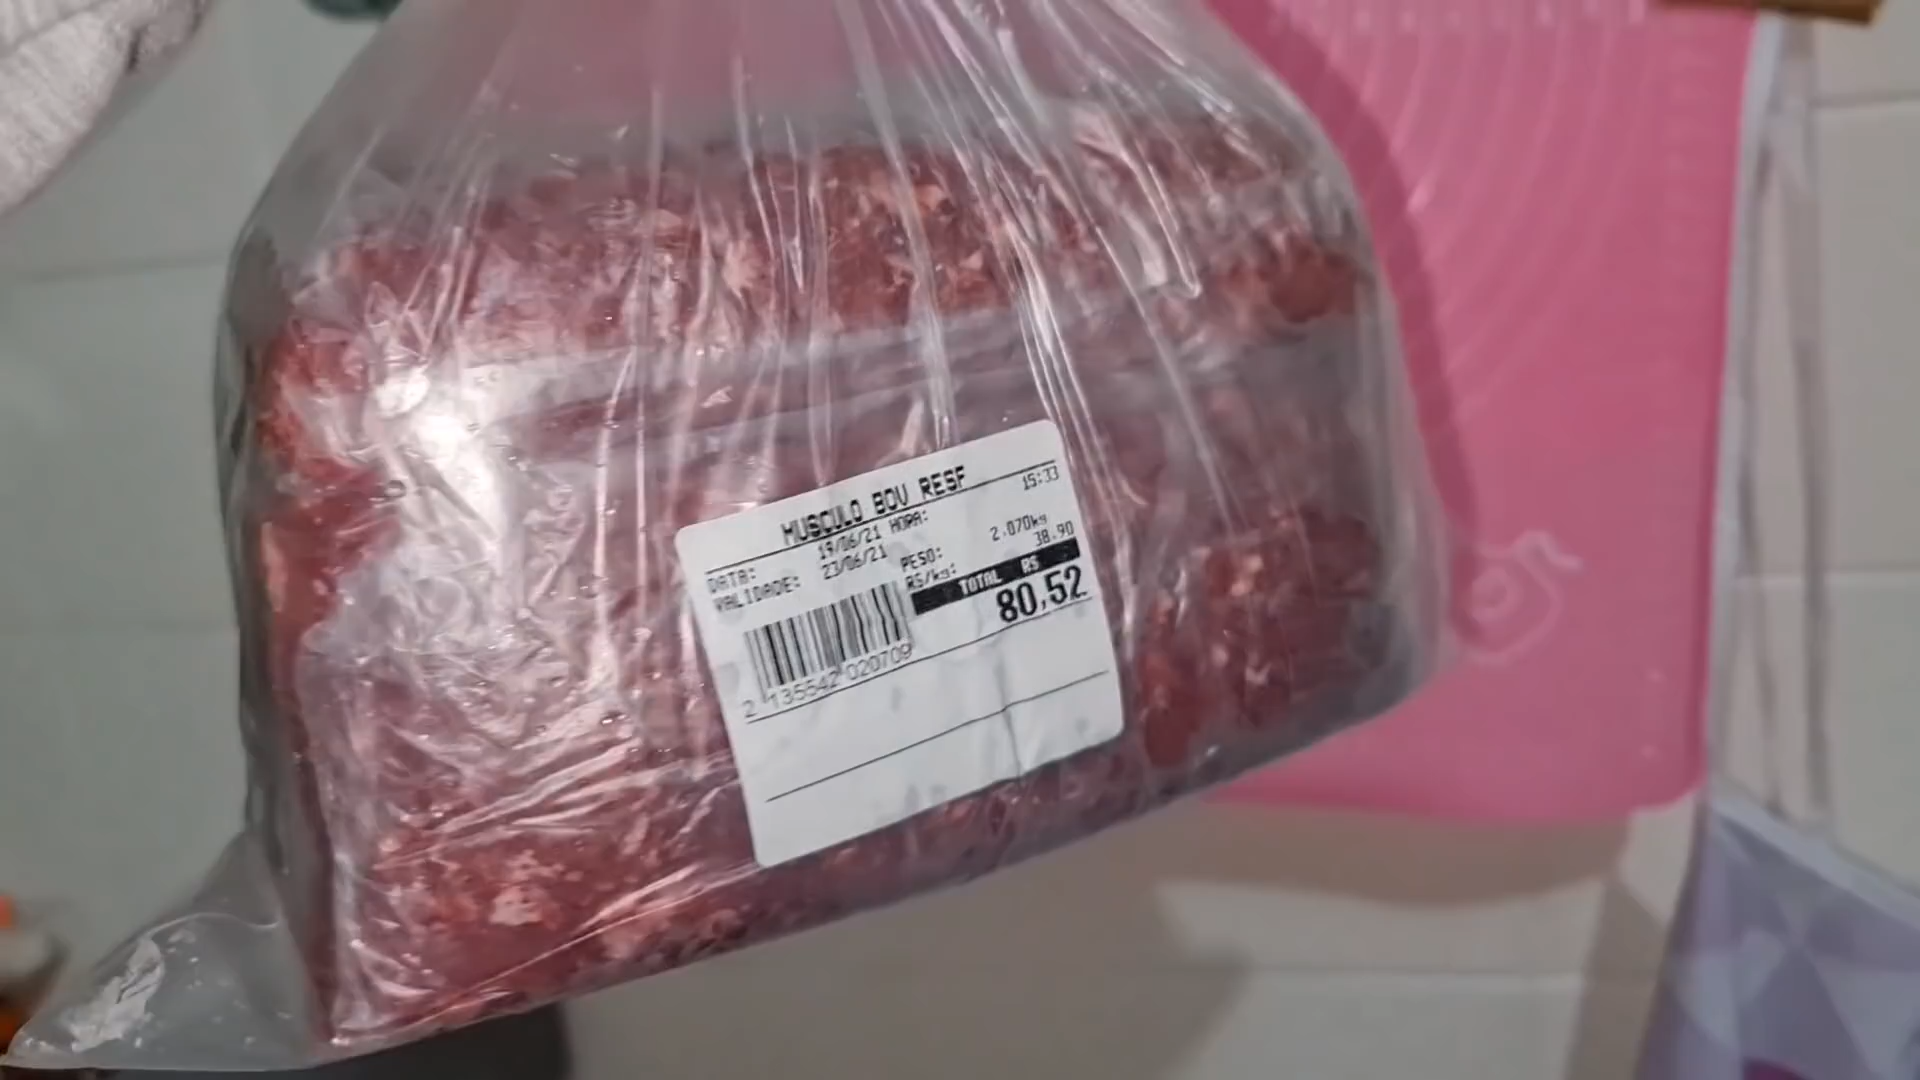 MUSCULO BOV RESF
DATA: 19/06/21 HORA: 15:33
VALIDADE: 23/06/21 PESO: 2.070kg
R$/kg: 38.90
TOTAL R$
80,52
2 135542 020709